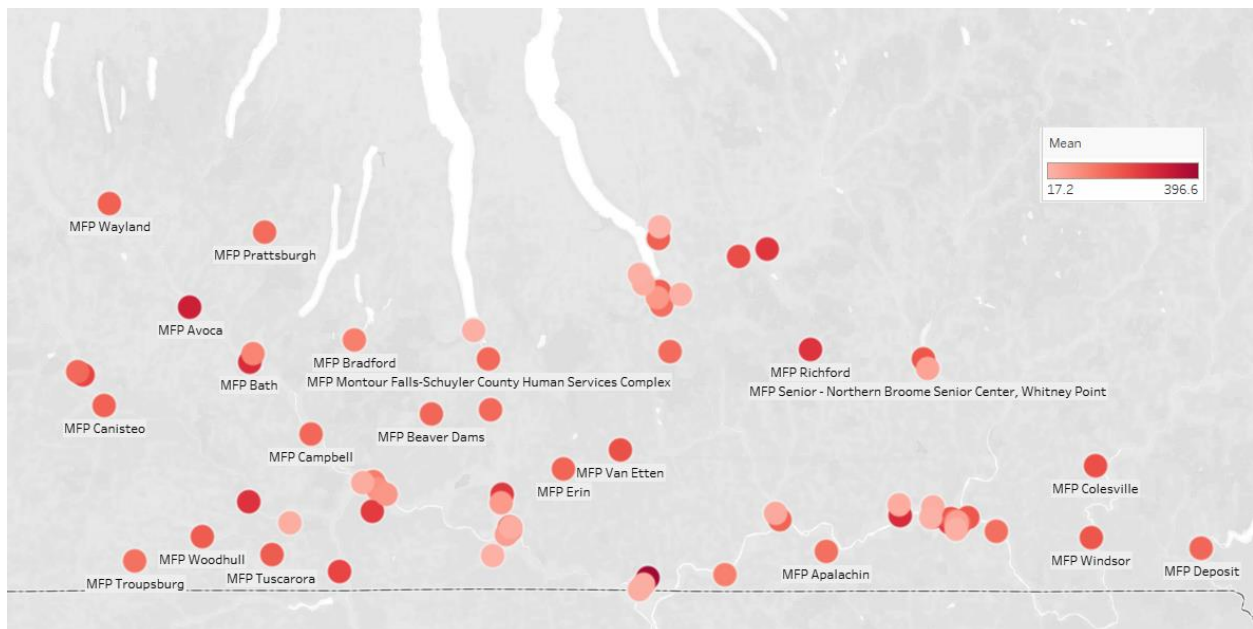 Mean
17.2 396.6
MFP Wayland
MFP Prattsburgh
MFP Avoca
MFP Bradford
MFP Bath
MFP Montour Falls-Schuyler County Human Services Complex
MFP Richford
MFP Senior - Northern Broome Senior Center, Whitney Point
MFP Canisteo
MFP Beaver Dams
MFP Campbell
MFP Van Etten
MFP Erin
MFP Colesville
MFP Woodhull
MFP Windsor
MFP Troupsburg
MFP Tuscarora
MFP Apalachin
MFP Deposit